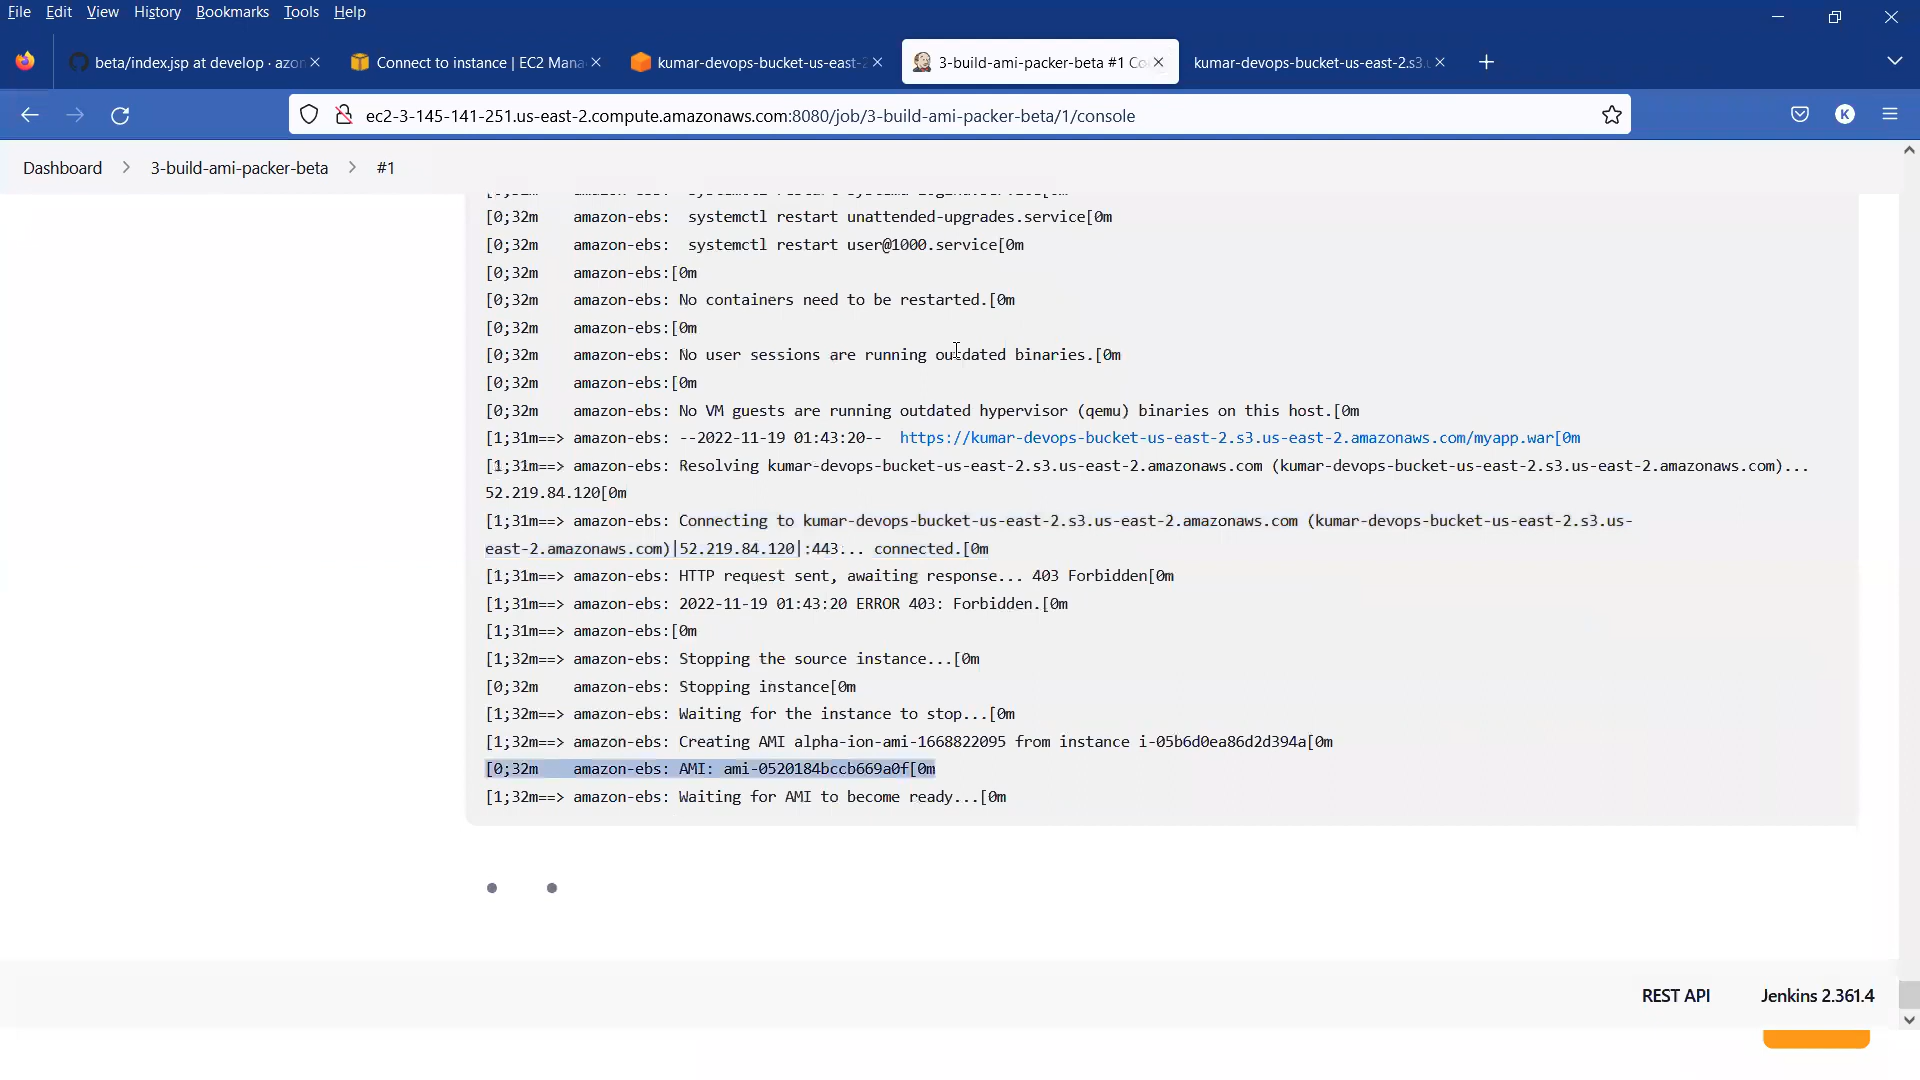 File Edit View History Bookmarks Tools Help
beta/index.jsp at develop · azon
Connect to instance | EC2 Mana
kumar-devops-bucket-us-east-2
3-build-ami-packer-beta #1 Co
kumar-devops-bucket-us-east-2.s3.u
ec2-3-145-141-251.us-east-2.compute.amazonaws.com:8080/job/3-build-ami-packer-beta/1/console
K
Dashboard > 3-build-ami-packer-beta > #1
[0;32m    amazon-ebs:  systemctl restart unattended-upgrades.service[0m
[0;32m    amazon-ebs:  systemctl restart user@1000.service[0m
[0;32m    amazon-ebs:[0m
[0;32m    amazon-ebs: No containers need to be restarted.[0m
[0;32m    amazon-ebs:[0m
[0;32m    amazon-ebs: No user sessions are running outdated binaries.[0m
[0;32m    amazon-ebs:[0m
[0;32m    amazon-ebs: No VM guests are running outdated hypervisor (qemu) binaries on this host.[0m
[1;31m==> amazon-ebs: --2022-11-19 01:43:20--  https://kumar-devops-bucket-us-east-2.s3.us-east-2.amazonaws.com/myapp.war[0m
[1;31m==> amazon-ebs: Resolving kumar-devops-bucket-us-east-2.s3.us-east-2.amazonaws.com (kumar-devops-bucket-us-east-2.s3.us-east-2.amazonaws.com)...
52.219.84.120[0m
[1;31m==> amazon-ebs: Connecting to kumar-devops-bucket-us-east-2.s3.us-east-2.amazonaws.com (kumar-devops-bucket-us-east-2.s3.us-
east-2.amazonaws.com)|52.219.84.120|:443... connected.[0m
[1;31m==> amazon-ebs: HTTP request sent, awaiting response... 403 Forbidden[0m
[1;31m==> amazon-ebs: 2022-11-19 01:43:20 ERROR 403: Forbidden.[0m
[1;31m==> amazon-ebs:[0m
[1;32m==> amazon-ebs: Stopping the source instance...[0m
[0;32m    amazon-ebs: Stopping instance[0m
[1;32m==> amazon-ebs: Waiting for the instance to stop...[0m
[1;32m==> amazon-ebs: Creating AMI alpha-ion-ami-1668822095 from instance i-05b6d0ea86d2d394a[0m
[0;32m    amazon-ebs: AMI: ami-0520184bccb669a0f[0m
[1;32m==> amazon-ebs: Waiting for AMI to become ready...[0m
REST API Jenkins 2.361.4